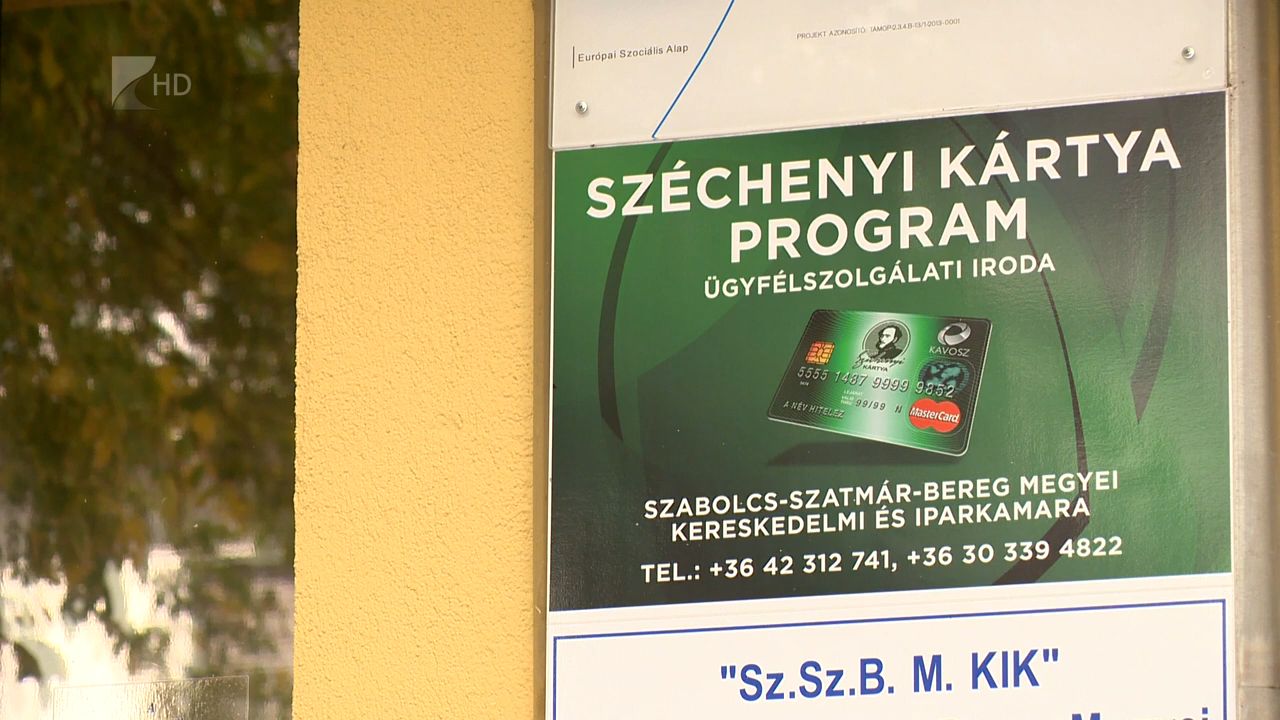 HD
Európai Szociális Alap
PROJEKT AZONOSÍTÓ: TÁMOP-2.3.4.B-13/1-2013-0001
SZÉCHENYI KÁRTYA
PROGRAM
ÜGYFÉLSZOLGÁLATI IRODA
KAVOSZ
Széchenyi
KÁRTYA
5555 1487 9999 9852
99/99 N
A NÉV HITELEZ
MasterCard
SZABOLCS-SZATMÁR-BEREG MEGYEI
KERESKEDELMI ÉS IPARKAMARA
TEL.: +36 42 312 741, +36 30 339 4822
"Sz.Sz.B. M. KIK"